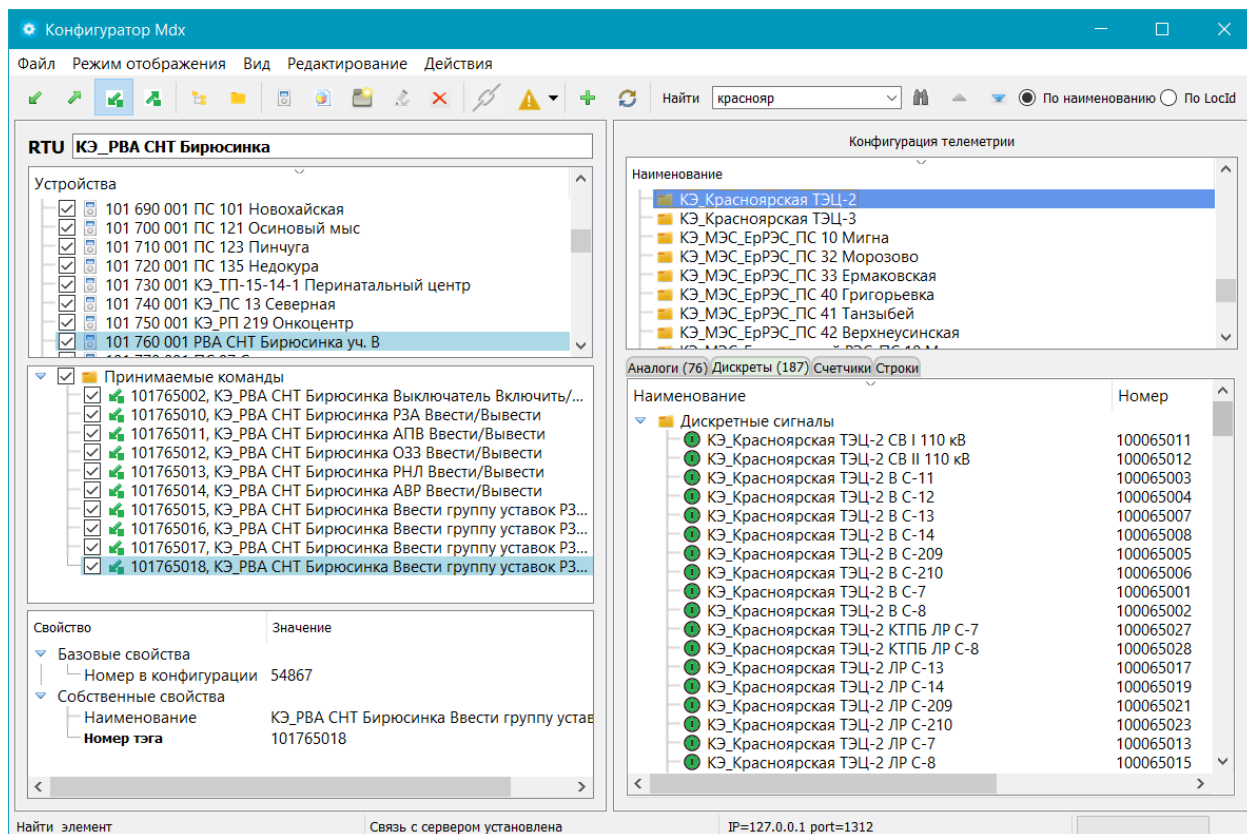 Конфигуратор Mdx
Файл Режим отображения Вид Редактирование Действия
Найти краснояр По наименованию По LocId
RTU КЭ_РВА СНТ Бирюсинка
Устройства
101 690 001 ПС 101 Новохайская
101 700 001 ПС 121 Осиновый мыс
101 710 001 ПС 123 Пинчуга
101 720 001 ПС 135 Недокура
101 730 001 КЭ_ТП-15-14-1 Перинатальный центр
101 740 001 КЭ_ПС 13 Северная
101 750 001 КЭ_РП 219 Онкоцентр
101 760 001 РВА СНТ Бирюсинка уч. В
Принимаемые команды
101765002, КЭ_РВА СНТ Бирюсинка Выключатель Включить/...
101765010, КЭ_РВА СНТ Бирюсинка РЗА Ввести/Вывести
101765011, КЭ_РВА СНТ Бирюсинка АПВ Ввести/Вывести
101765012, КЭ_РВА СНТ Бирюсинка ОЗЗ Ввести/Вывести
101765013, КЭ_РВА СНТ Бирюсинка РНЛ Ввести/Вывести
101765014, КЭ_РВА СНТ Бирюсинка АВР Ввести/Вывести
101765015, КЭ_РВА СНТ Бирюсинка Ввести группу уставок РЗ...
101765016, КЭ_РВА СНТ Бирюсинка Ввести группу уставок РЗ...
101765017, КЭ_РВА СНТ Бирюсинка Ввести группу уставок РЗ...
101765018, КЭ_РВА СНТ Бирюсинка Ввести группу уставок РЗ...
Свойство Значение
Базовые свойства
Номер в конфигурации 54867
Собственные свойства
Наименование КЭ_РВА СНТ Бирюсинка Ввести группу устав
Номер тэга 101765018
Конфигурация телеметрии
Наименование
КЭ_Красноярская ТЭЦ-2
КЭ_Красноярская ТЭЦ-3
КЭ_МЭС_ЕрРЭС_ПС 10 Мигна
КЭ_МЭС_ЕрРЭС_ПС 32 Морозово
КЭ_МЭС_ЕрРЭС_ПС 33 Ермаковская
КЭ_МЭС_ЕрРЭС_ПС 40 Григорьевка
КЭ_МЭС_ЕрРЭС_ПС 41 Танзыбей
КЭ_МЭС_ЕрРЭС_ПС 42 Верхнеусинская
Аналоги (76) Дискреты (187) Счетчики Строки
Наименование Номер
Дискретные сигналы
КЭ_Красноярская ТЭЦ-2 СВ I 110 кВ 100065011
КЭ_Красноярская ТЭЦ-2 СВ II 110 кВ 100065012
КЭ_Красноярская ТЭЦ-2 В С-11 100065003
КЭ_Красноярская ТЭЦ-2 В С-12 100065004
КЭ_Красноярская ТЭЦ-2 В С-13 100065007
КЭ_Красноярская ТЭЦ-2 В С-14 100065008
КЭ_Красноярская ТЭЦ-2 В С-209 100065005
КЭ_Красноярская ТЭЦ-2 В С-210 100065006
КЭ_Красноярская ТЭЦ-2 В С-7 100065001
КЭ_Красноярская ТЭЦ-2 В С-8 100065002
КЭ_Красноярская ТЭЦ-2 КТПБ ЛР С-7 100065027
КЭ_Красноярская ТЭЦ-2 КТПБ ЛР С-8 100065028
КЭ_Красноярская ТЭЦ-2 ЛР С-13 100065017
КЭ_Красноярская ТЭЦ-2 ЛР С-14 100065019
КЭ_Красноярская ТЭЦ-2 ЛР С-209 100065021
КЭ_Красноярская ТЭЦ-2 ЛР С-210 100065023
КЭ_Красноярская ТЭЦ-2 ЛР С-7 100065013
КЭ_Красноярская ТЭЦ-2 ЛР С-8 100065015
Найти элемент Связь с сервером установлена IP=127.0.0.1 port=1312